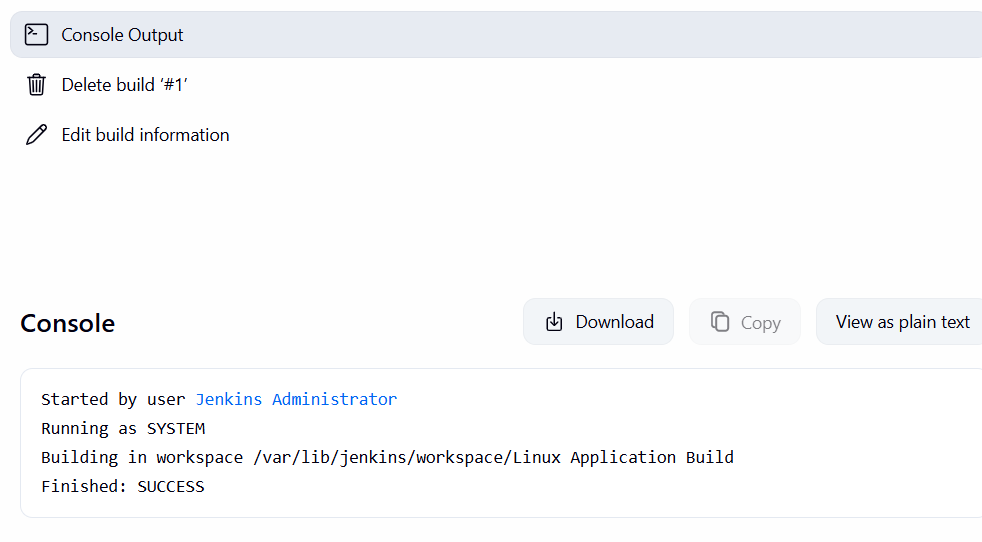 Console Output
Delete build ‘#1’
Edit build information
Console
Download
Copy
View as plain text
Started by user Jenkins Administrator
Running as SYSTEM
Building in workspace /var/lib/jenkins/workspace/Linux Application Build
Finished: SUCCESS